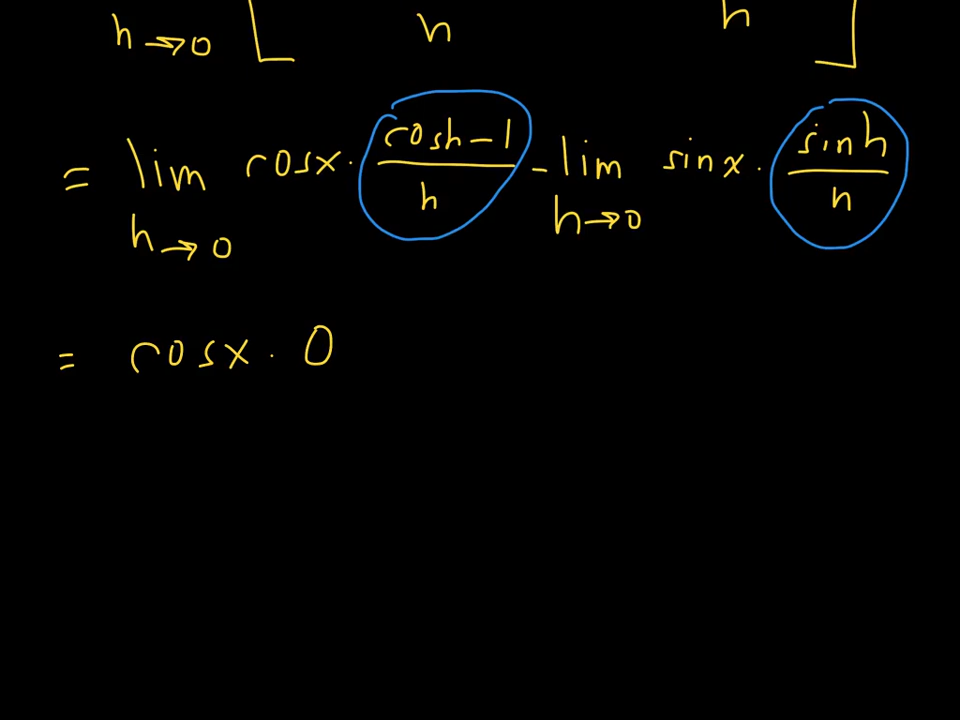 h→0 [ h h ]
= lim cosx · cosh−1/h − lim sinx · sinh/h
h→0 h→0
= cosx · 0